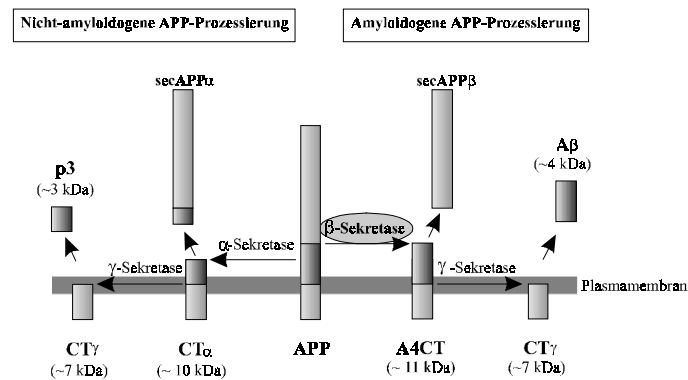 Nicht-amyloidogene APP-Prozessierung
Amyloidogene APP-Prozessierung
secAPPα
secAPPβ
p3
(~3 kDa)
Aβ
(~4 kDa)
β-Sekretase
α-Sekretase
γ-Sekretase
γ -Sekretase
Plasmamembran
CTγ
(~7 kDa)
CTα
(~ 10 kDa)
APP
A4CT
(~ 11 kDa)
CTγ
(~7 kDa)